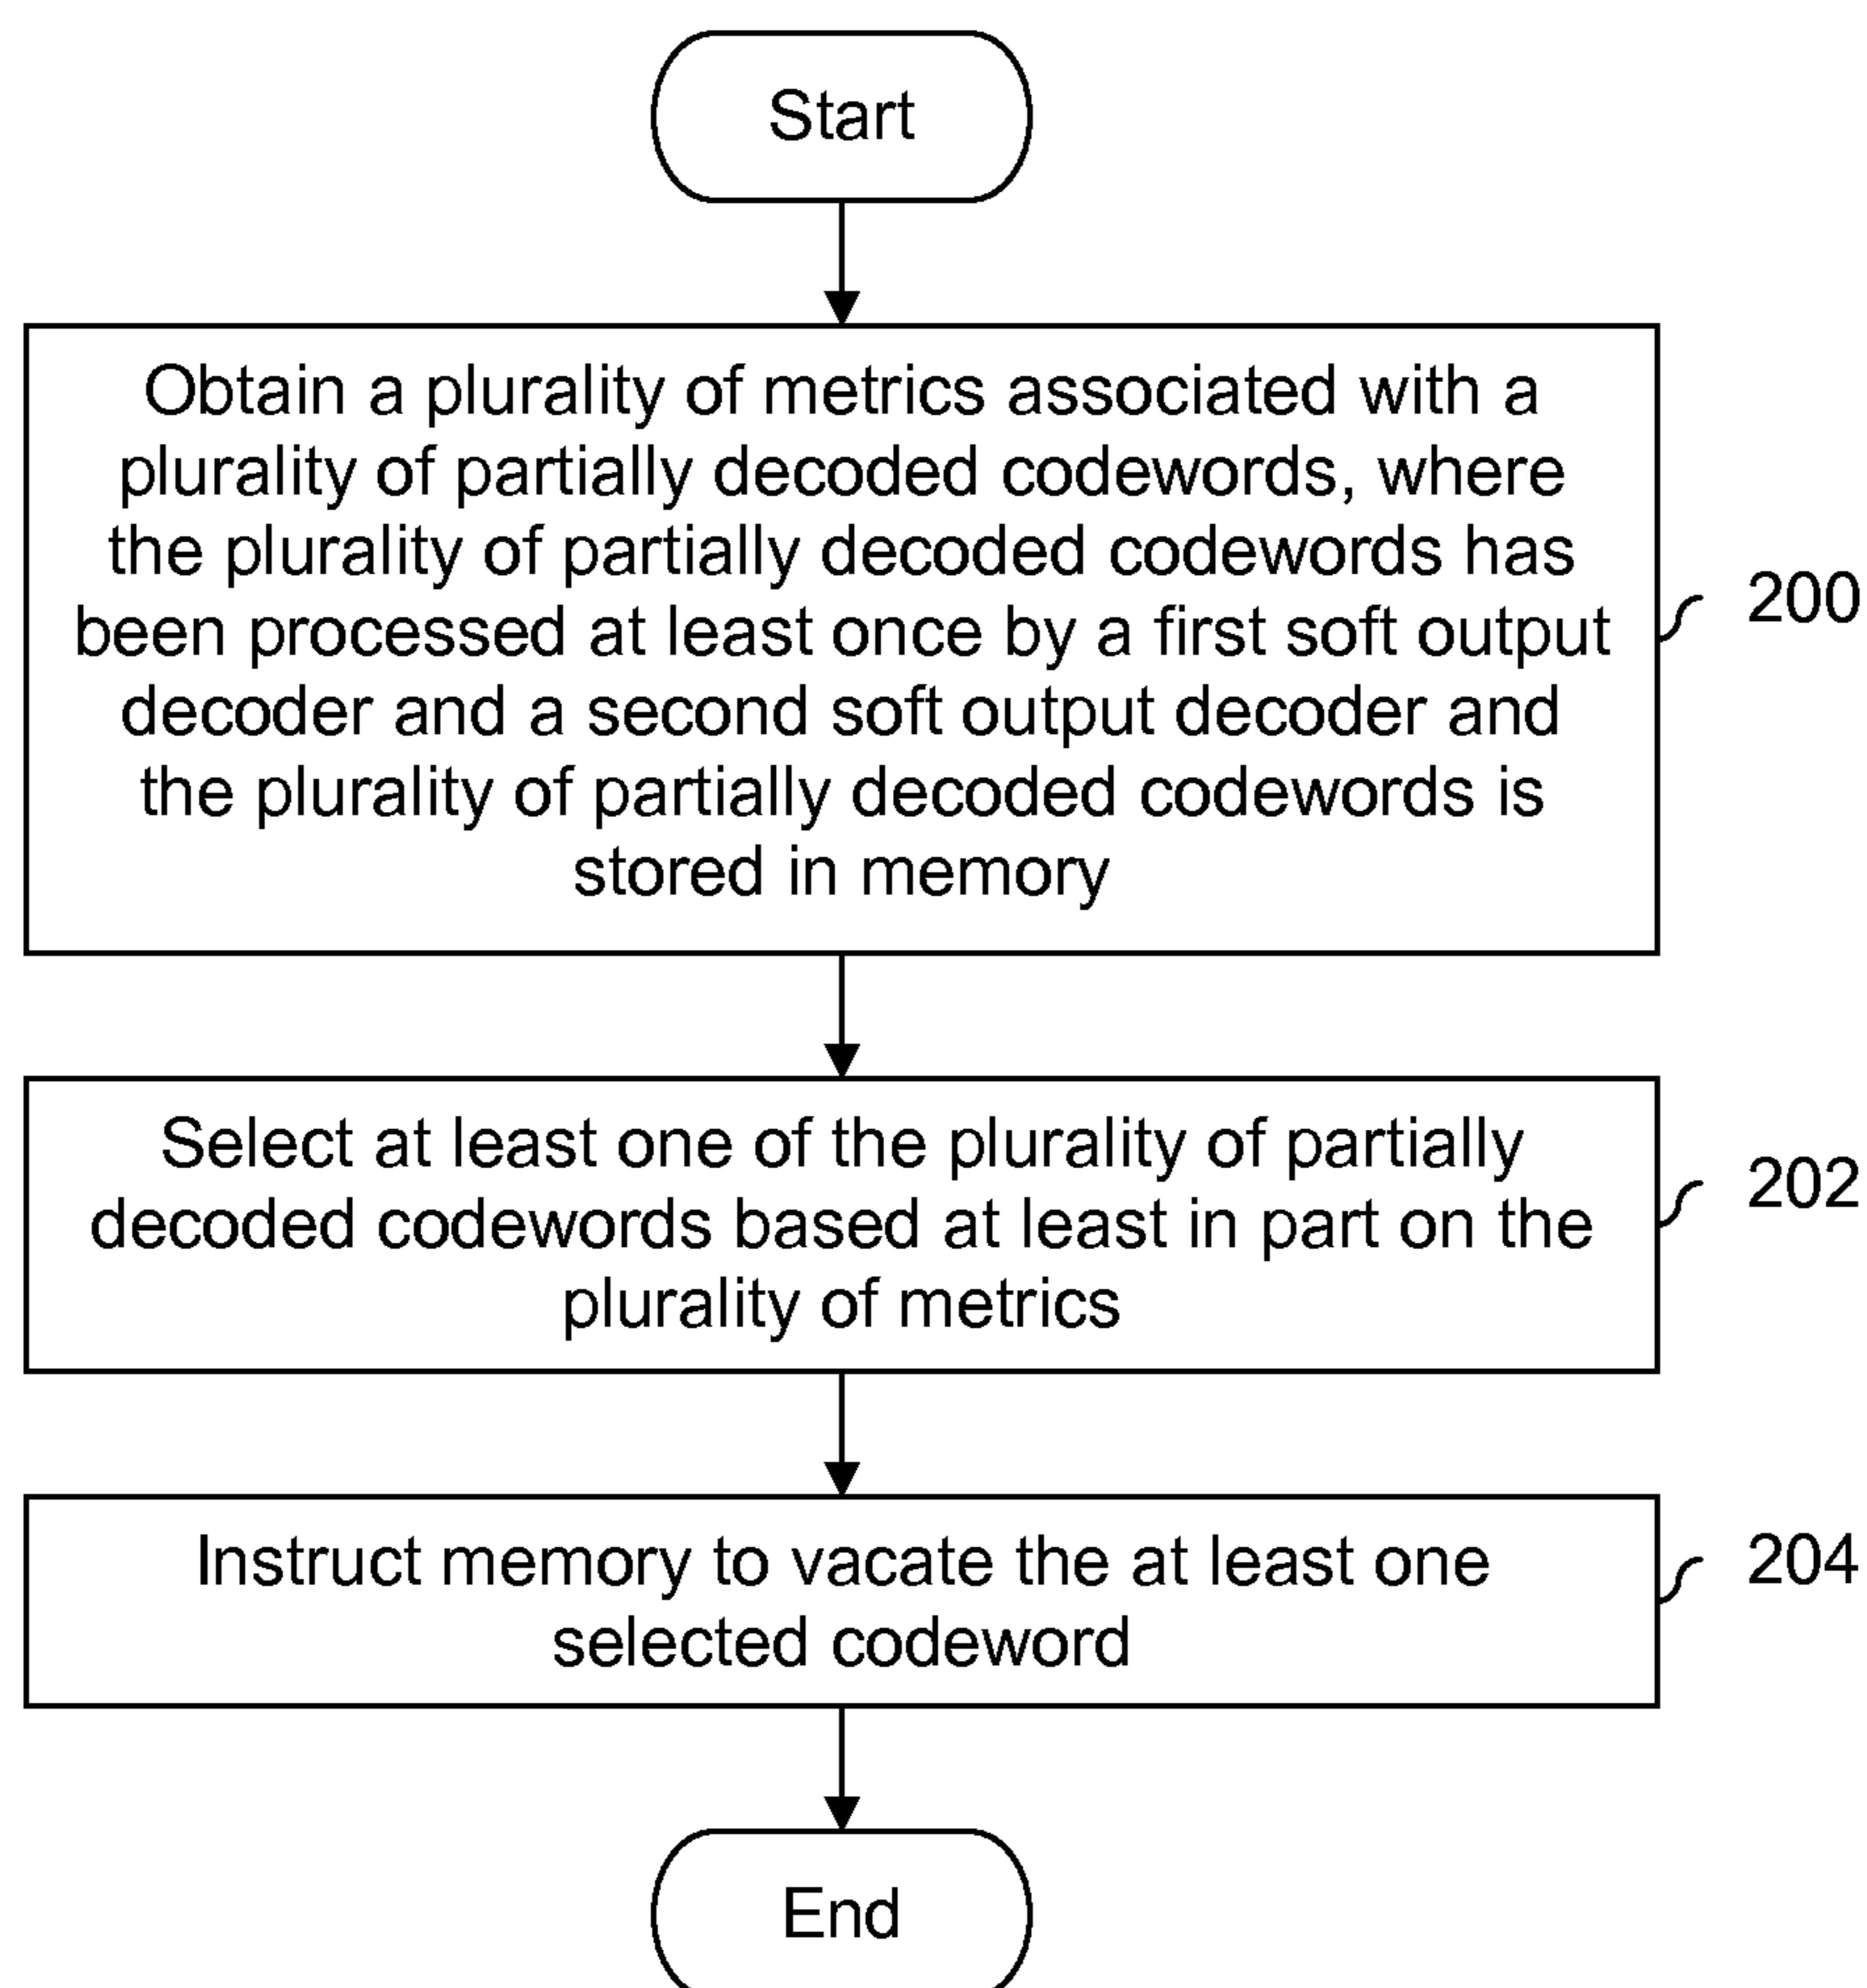 Start
Obtain a plurality of metrics associated with a
plurality of partially decoded codewords, where
the plurality of partially decoded codewords has
been processed at least once by a first soft output
decoder and a second soft output decoder and
the plurality of partially decoded codewords is
stored in memory
200
Select at least one of the plurality of partially
decoded codewords based at least in part on the
plurality of metrics
202
Instruct memory to vacate the at least one
selected codeword
204
End